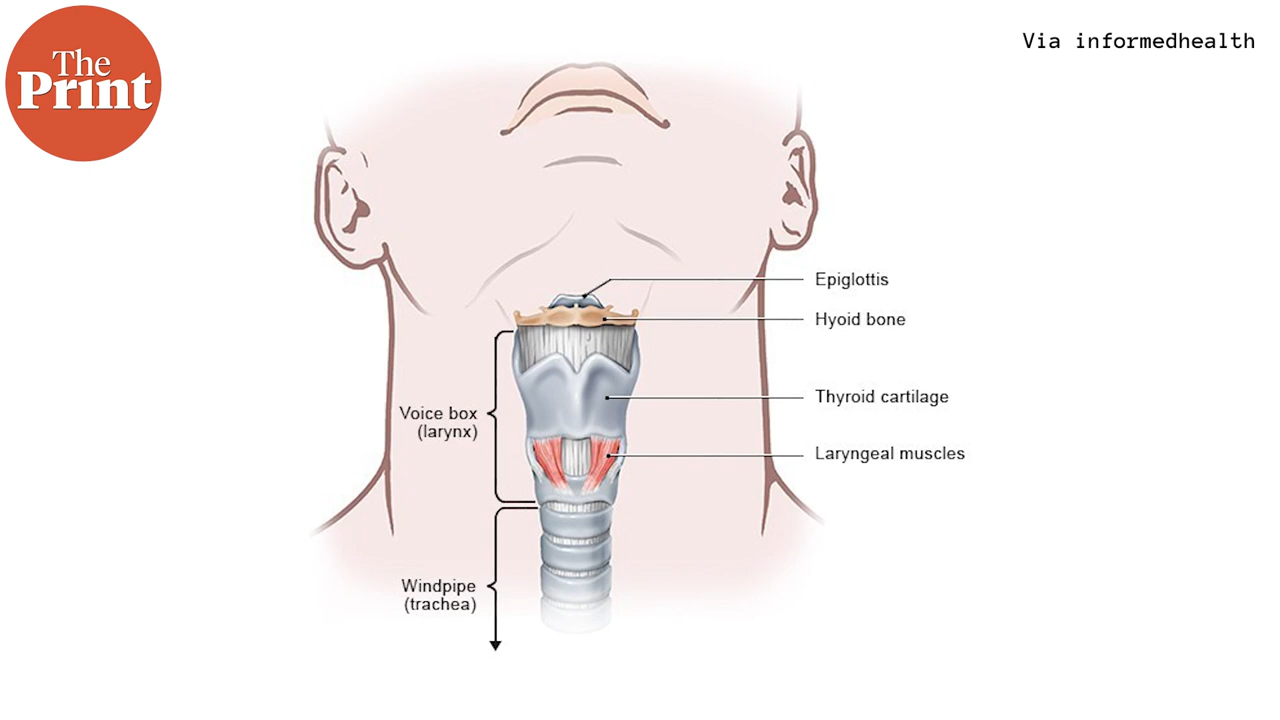 The
Print
Via informedhealth
Epiglottis
Hyoid bone
Thyroid cartilage
Voice box
(larynx)
Laryngeal muscles
Windpipe
(trachea)